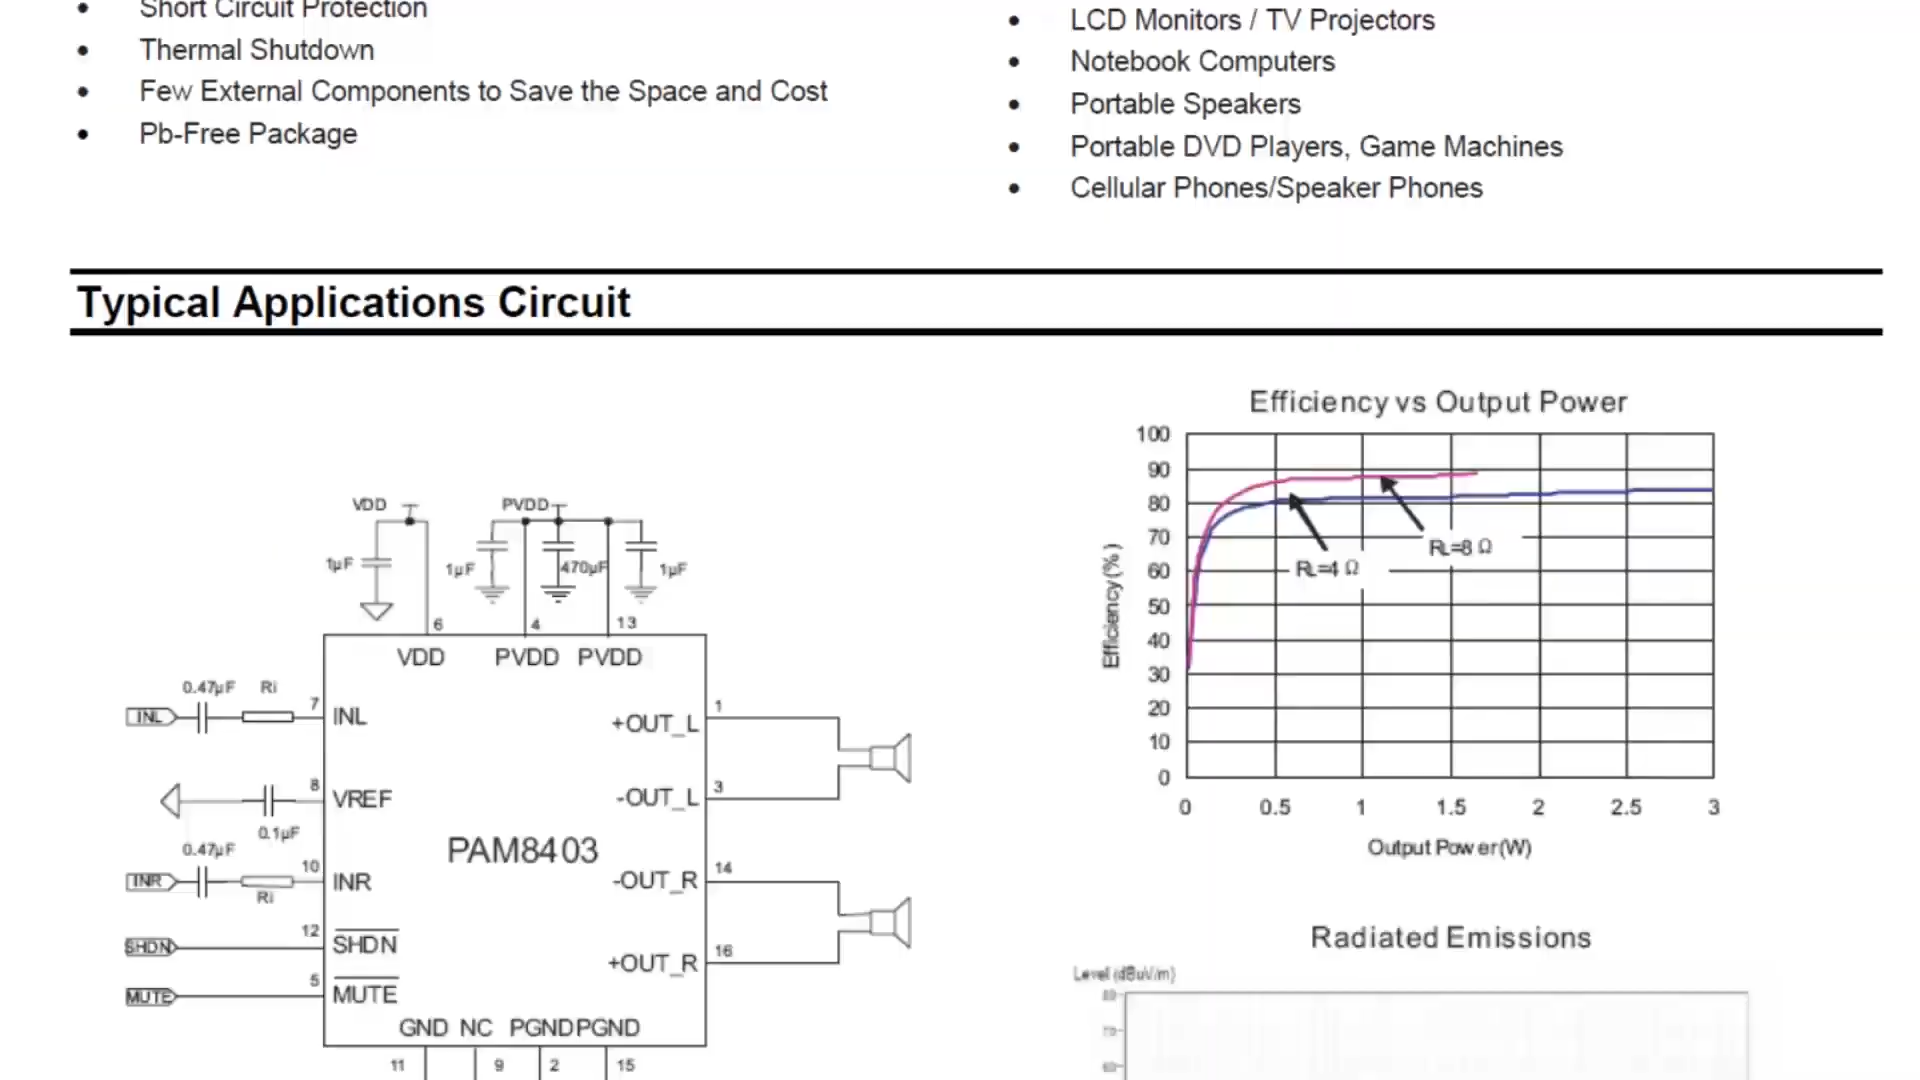 Short Circuit Protection
Thermal Shutdown
Few External Components to Save the Space and Cost
Pb-Free Package
LCD Monitors / TV Projectors
Notebook Computers
Portable Speakers
Portable DVD Players, Game Machines
Cellular Phones/Speaker Phones
Typical Applications Circuit
VDD
PVDD
1µF
1µF
470µF
1µF
6
4
13
VDD
PVDD
PVDD
0.47µF
Ri
INL
7
INL
+OUT_L
1
8
VREF
-OUT_L
3
0.1µF
0.47µF
PAM8403
INR
10
INR
Ri
-OUT_R
14
SHDN
12
SHDN
+OUT_R
16
MUTE
5
MUTE
GND
NC
PGND
PGND
11
9
2
15
Efficiency vs Output Power
100
90
80
70
60
50
40
30
20
10
0
Efficiency(%)
RL=8 Ω
RL=4 Ω
0
0.5
1
1.5
2
2.5
3
Output Power(W)
Radiated Emissions
Level (dBuV/m)
80
70
60